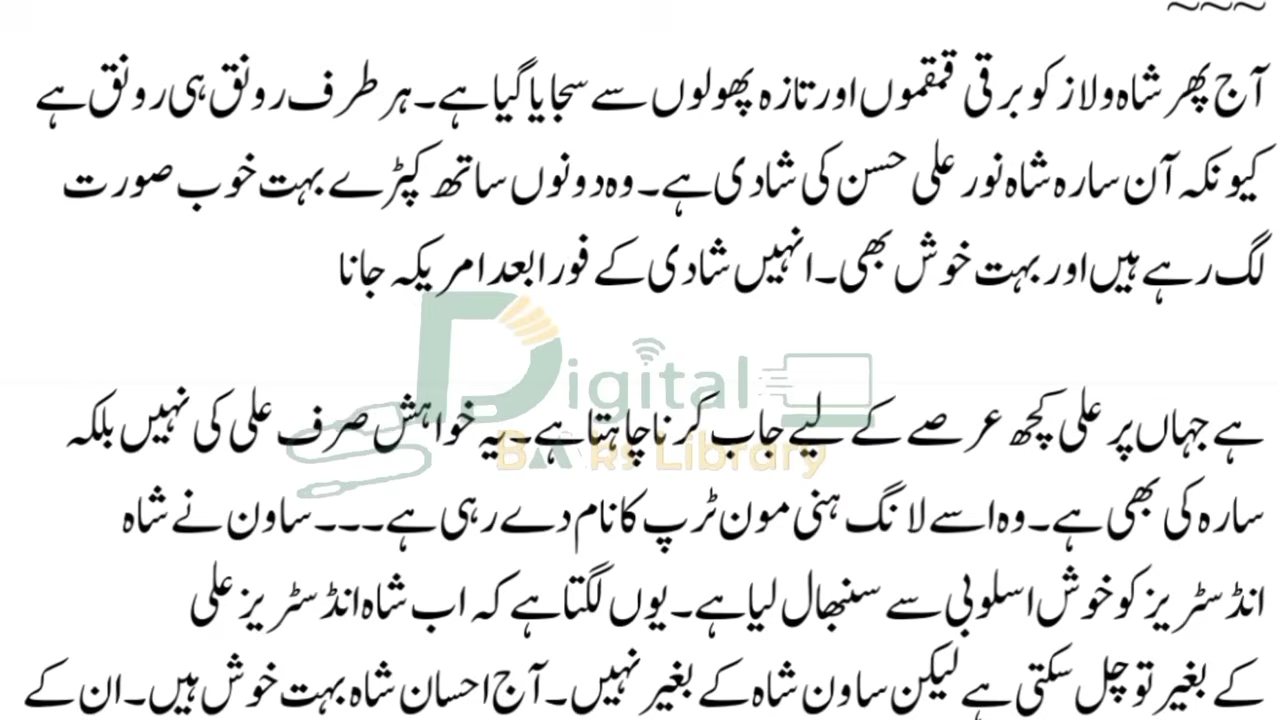 ~~~
آج پھر شاہ ولاز کو برقی قمقموں اور تازہ پھولوں سے سجایا گیا ہے۔ ہر طرف رونق ہی رونق ہے
کیونکہ آن سارہ شاہ نور علی حسن کی شادی ہے۔ وہ دونوں ساتھ کپڑے بہت خوب صورت
لگ رہے ہیں اور بہت خوش بھی۔ انہیں شادی کے فورا بعد امریکہ جانا
Digital
ہے جہاں پر علی کچھ عرصے کے لیے جاب کرنا چاہتا ہے۔ یہ خواہش صرف علی کی نہیں بلکہ
Library
سارہ کی بھی ہے۔ وہ اسے لانگ ہنی مون ٹرپ کا نام دے رہی ہے۔۔۔ ساون نے شاہ
انڈسٹریز کو خوش اسلوبی سے سنبھال لیا ہے۔ یوں لگتا ہے کہ اب شاہ انڈسٹریز علی
کے بغیر تو چل سکتی ہے لیکن ساون شاہ کے بغیر نہیں۔ آج احسان شاہ بہت خوش ہیں۔ ان کے